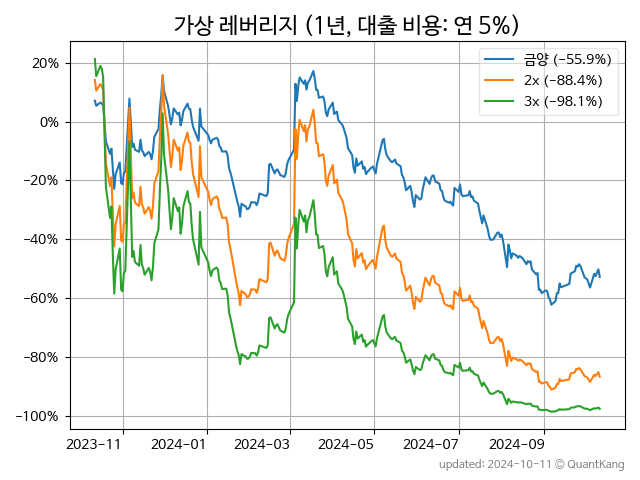 가상 레버리지 (1년, 대출 비용: 연 5%)
금양 (−55.9%)
2x (−88.4%)
3x (−98.1%)
20%
0%
−20%
−40%
−60%
−80%
−100%
2023-11 2024-01 2024-03 2024-05 2024-07 2024-09
updated: 2024-10-11 © QuantKang